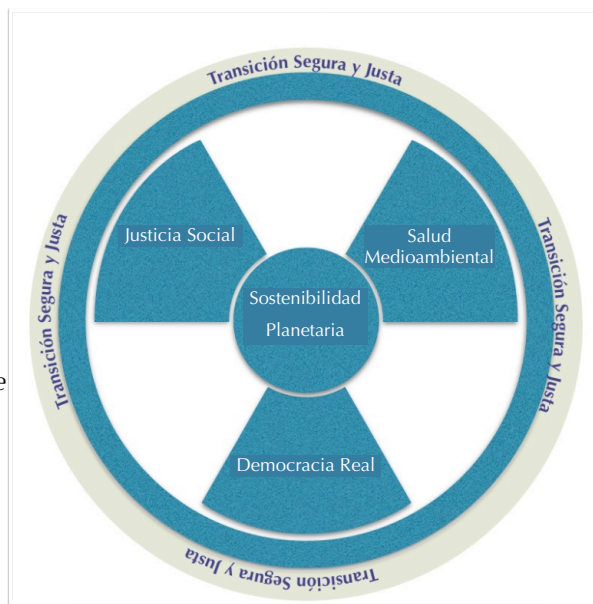 Transición Segura y Justa
Justicia Social
Salud
Medioambiental
Transición Segura y Justa
Transición Segura y Justa
Sostenibilidad
Planetaria
e
Democracia Real
Transición Segura y Justa